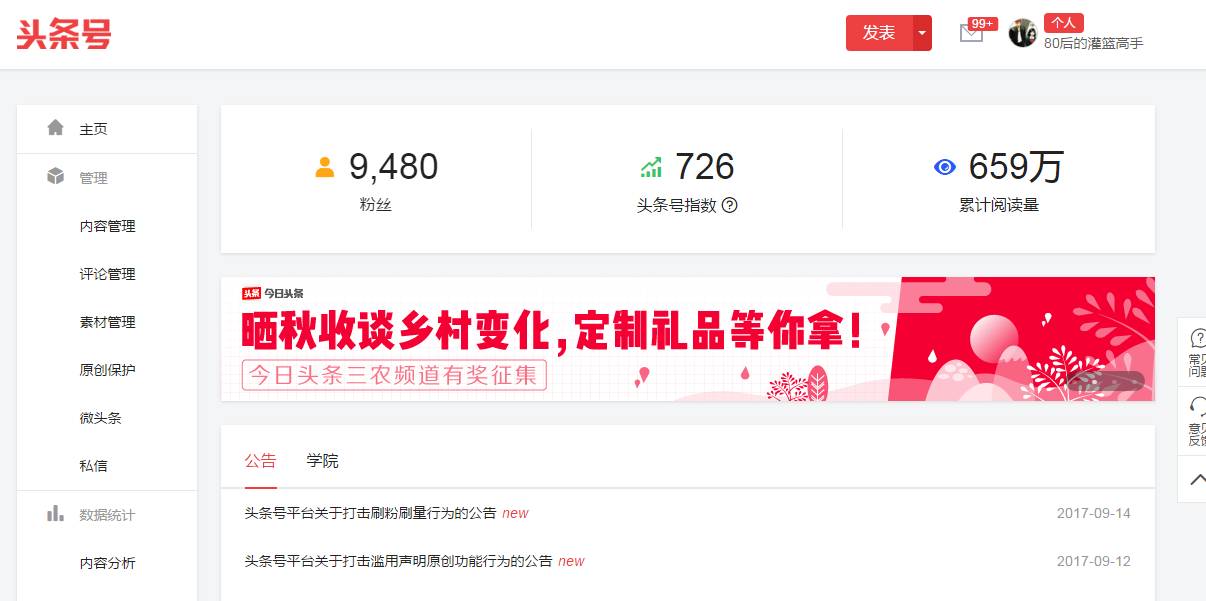 头条号
发表
99+
个人
80后的灌篮高手
主页
管理
内容管理
评论管理
素材管理
原创保护
微头条
私信
数据统计
内容分析
9,480
粉丝
726
头条号指数
659万
累计阅读量
头条 今日头条
晒秋收谈乡村变化,定制礼品等你拿!
今日头条三农频道有奖征集
公告 学院
头条号平台关于打击刷粉刷量行为的公告 new 2017-09-14
头条号平台关于打击滥用声明原创功能行为的公告 new 2017-09-12
常见
问题
意见
反馈